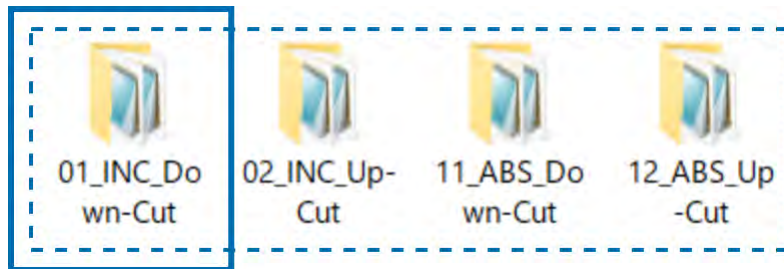 01_INC_Do
wn-Cut
02_INC_Up-
Cut
11_ABS_Do
wn-Cut
12_ABS_Up
-Cut